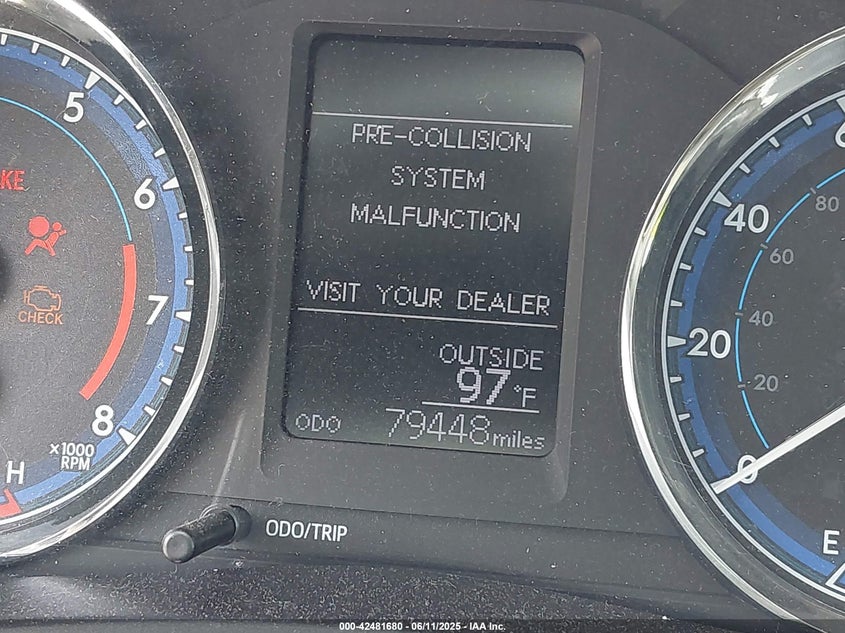 5
6
7
8
x1000
RPM
H
KE
CHECK
PRE-COLLISION
SYSTEM
MALFUNCTION
VISIT YOUR DEALER
OUTSIDE
97°F
ODO 79448 miles
ODO/TRIP
80
60
40
20
40
20
0
E
000-42481680 - 06/11/2025 - IAA Inc.